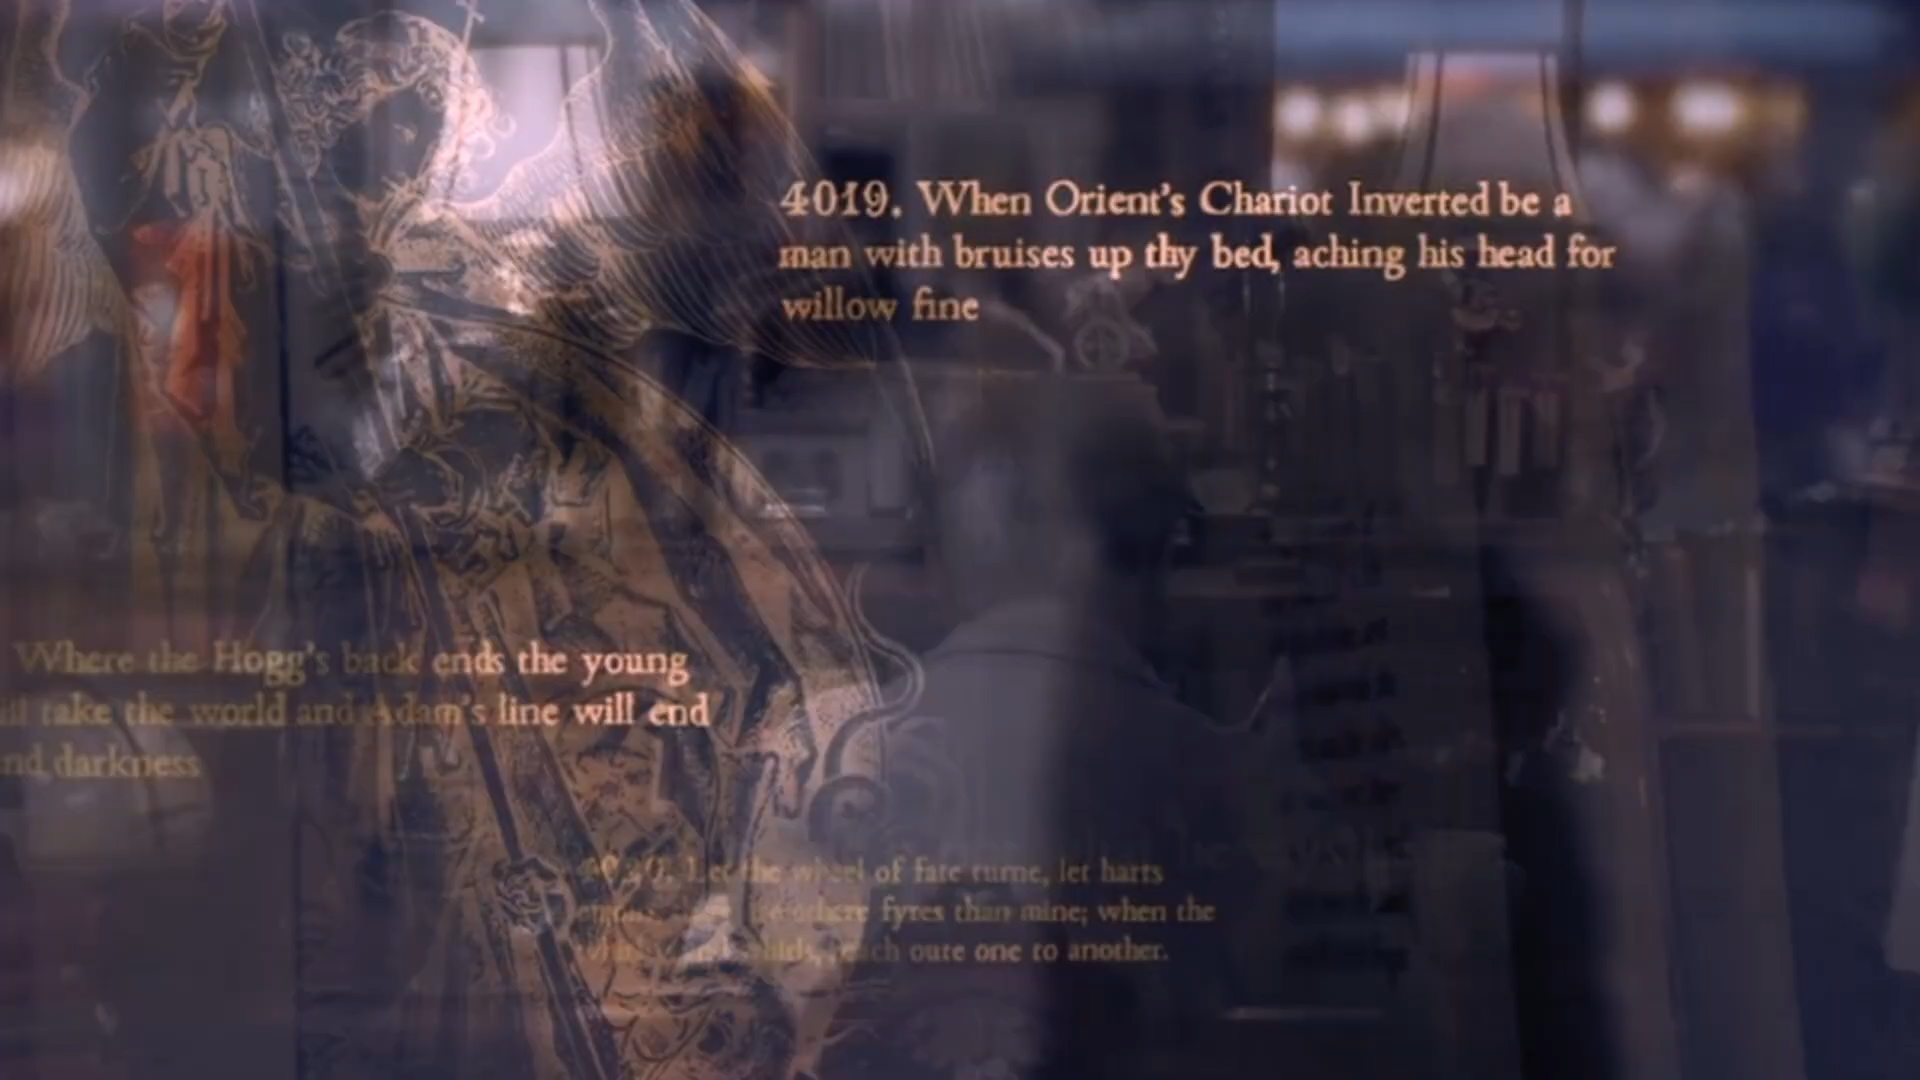 4019. When Orient's Chariot Inverted be a
man with bruises up thy bed, aching his head for
willow fine
Where the Hogg's back ends the young
take the world and Adam's line will end
nd darkness
Let the wheel of fate turne, let harts
fyres than mine; when the
reach oute one to another.